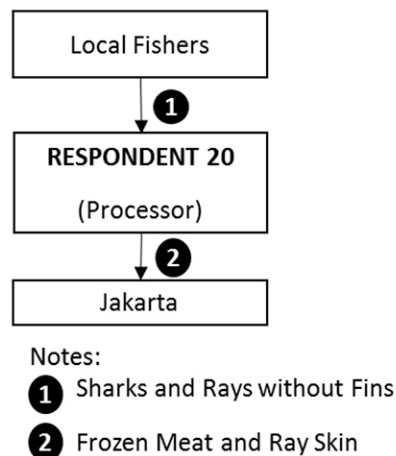 Local Fishers
1
RESPONDENT 20
(Processor)
2
Jakarta
Notes:
1 Sharks and Rays without Fins
2 Frozen Meat and Ray Skin